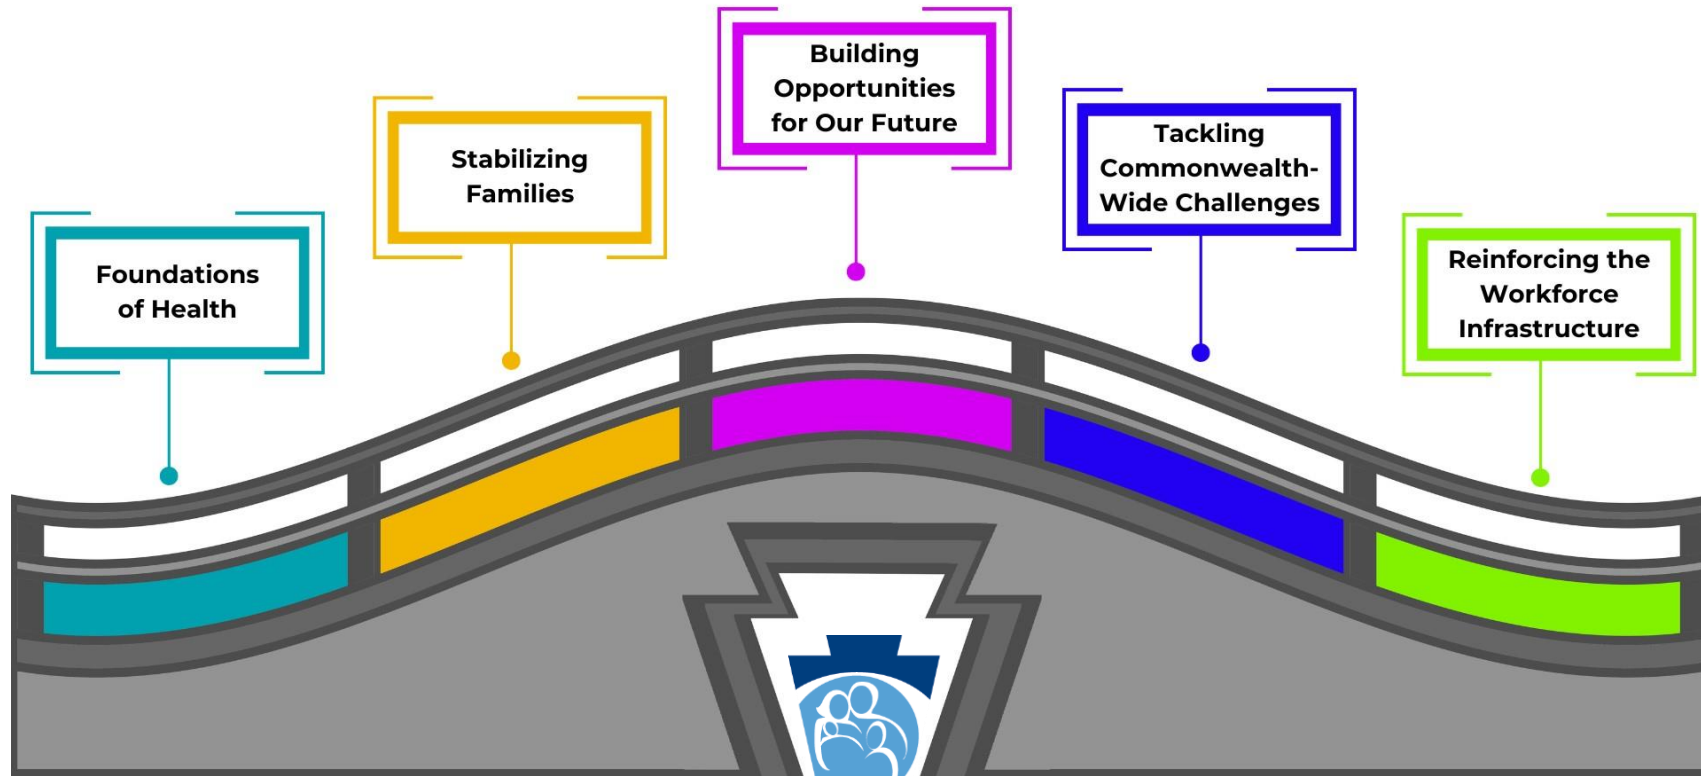 Foundations
of Health
Stabilizing
Families
Building
Opportunities
for Our Future
Tackling
Commonwealth-
Wide Challenges
Reinforcing the
Workforce
Infrastructure